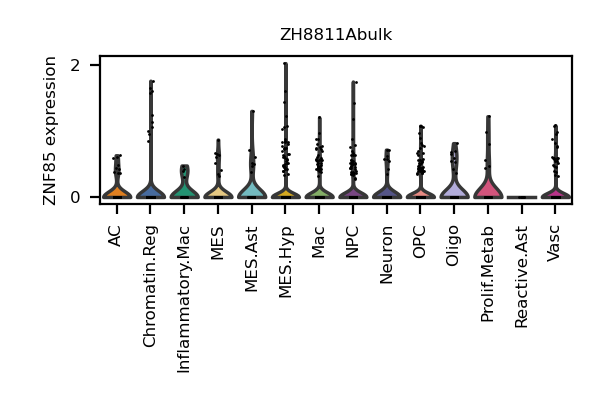 ZH8811Abulk
ZNF85 expression
2
0
AC
Chromatin.Reg
Inflammatory.Mac
MES
MES.Ast
MES.Hyp
Mac
NPC
Neuron
OPC
Oligo
Prolif.Metab
Reactive.Ast
Vasc